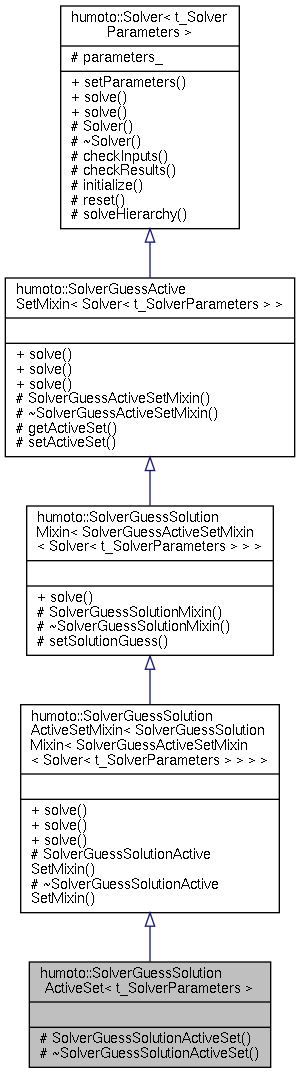 humoto::Solver< t_Solver
Parameters >
# parameters_
+ setParameters()
+ solve()
+ solve()
# Solver()
# ~Solver()
# checkInputs()
# checkResults()
# initialize()
# reset()
# solveHierarchy()
humoto::SolverGuessActive
SetMixin< Solver< t_SolverParameters > >
+ solve()
+ solve()
+ solve()
# SolverGuessActiveSetMixin()
# ~SolverGuessActiveSetMixin()
# getActiveSet()
# setActiveSet()
humoto::SolverGuessSolution
Mixin< SolverGuessActiveSetMixin
< Solver< t_SolverParameters > > >
+ solve()
# SolverGuessSolutionMixin()
# ~SolverGuessSolutionMixin()
# setSolutionGuess()
humoto::SolverGuessSolution
ActiveSetMixin< SolverGuessSolution
Mixin< SolverGuessActiveSetMixin
< Solver< t_SolverParameters > > > >
+ solve()
+ solve()
+ solve()
# SolverGuessSolutionActive
SetMixin()
# ~SolverGuessSolutionActive
SetMixin()
humoto::SolverGuessSolution
ActiveSet< t_SolverParameters >
# SolverGuessSolutionActiveSet()
# ~SolverGuessSolutionActiveSet()